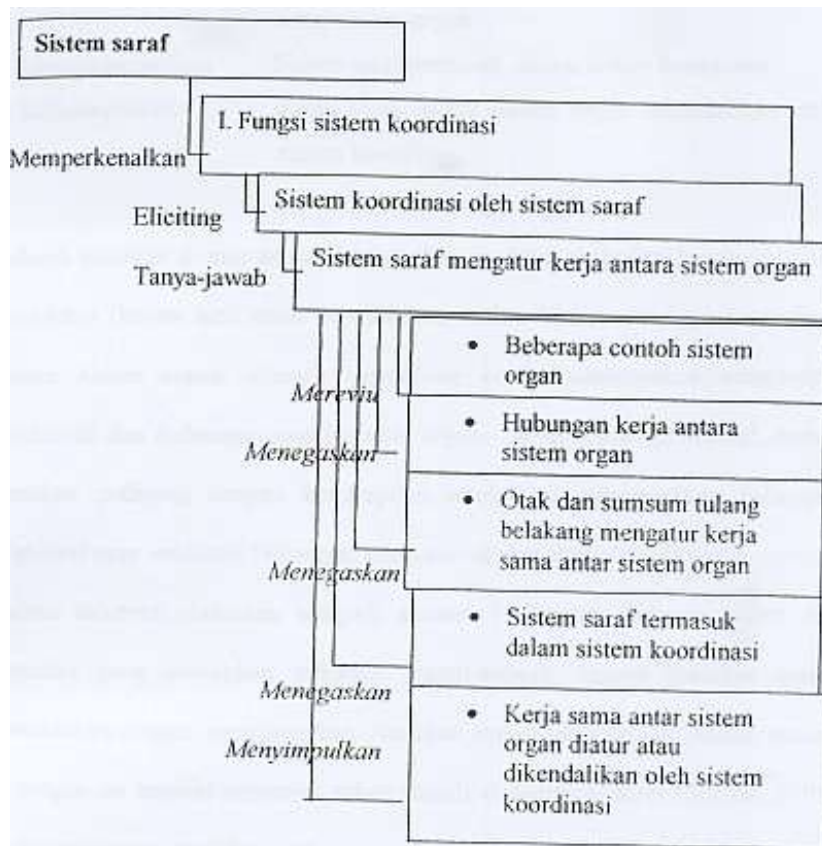 Sistem saraf
I. Fungsi sistem koordinasi
Memperkenalkan
Sistem koordinasi oleh sistem saraf
Eliciting
Sistem saraf mengatur kerja antara sistem organ
Tanya-jawab
• Beberapa contoh sistem
organ
Mereviu
• Hubungan kerja antara
sistem organ
Menegaskan
• Otak dan sumsum tulang
belakang mengatur kerja
sama antar sistem organ
Menegaskan
• Sistem saraf termasuk
dalam sistem koordinasi
Menegaskan
• Kerja sama antar sistem
organ diatur atau
dikendalikan oleh sistem
koordinasi
Menyimpulkan